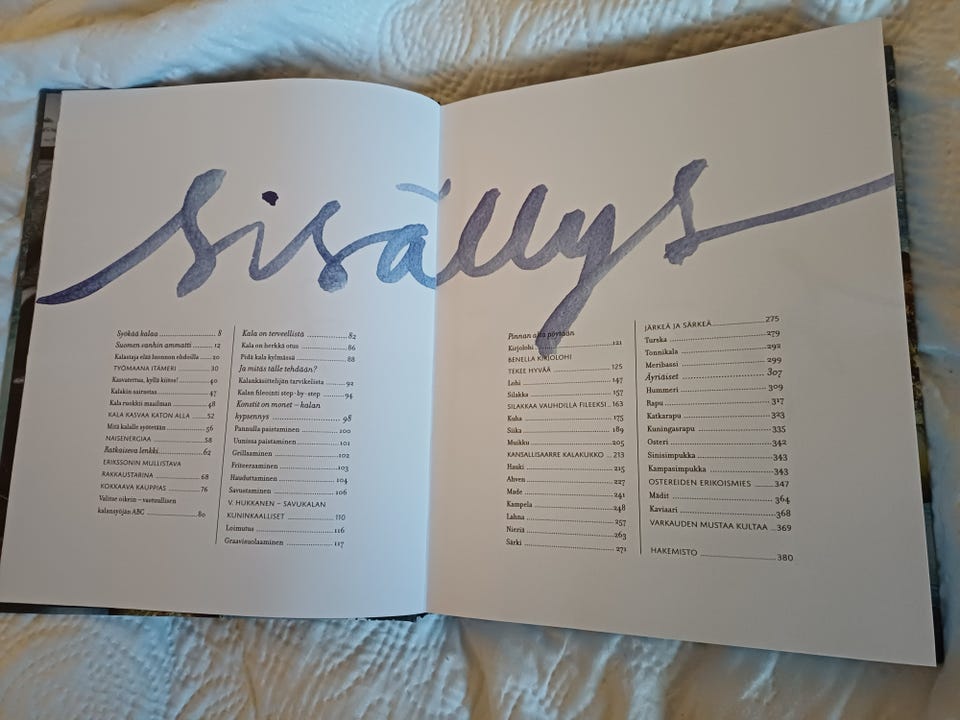 sisällys
Syökää kalaa 8
Suomen vanhin ammatti 12
Kalastaja elää luonnon ehdoilla 20
TYÖMAANA ITÄMERI 30
Kasvatettua, kyllä kiitos! 40
Kalakin sairastaa 47
Kala ruokkii maailman 48
KALA KASVAA KATON ALLA 52
Mitä kalalle syötetään 56
NAISENERGIAA 58
Ratkaiseva lenkki 62
ERIKSSONIN MULLISTAVA
RAKKAUSTARINA 68
KOKKAAVA KAUPPIAS 76
Valitse oikein – vastuullisen
kalansyöjän ABC 80
Kala on terveellistä 82
Kala on herkkä otus 86
Pidä kala kylmässä 88
Ja mitäs tälle tehdään?
Kalankäsittelijän tarvikelista 92
Kalan fileointi step-by-step 94
Konstit on monet – kalan
kypsennys 98
Pannulla paistaminen 100
Uunissa paistaminen 101
Grillaaminen 102
Friteeraaminen 103
Hauduttaminen 104
Savustaminen 106
V. HUKKANEN – SAVUKALAN
KUNINKAALLISET 110
Loimutus 116
Graavisuolaaminen 117
Pinnan alta pöytään
Kirjolohi 121
BENELLA KIRJOLOHI
TEKEE HYVÄÄ 125
Lohi 147
Silakka 157
SILAKKAA VAUHDILLA FILEEKSI 163
Kuha 175
Siika 189
Muikku 205
KANSALLISAARRE KALAKUKKO 213
Hauki 215
Ahven 227
Made 241
Kampela 248
Lahna 257
Nieriä 263
Särki 271
JÄRKEÄ JA SÄRKEÄ 275
Turska 279
Tonnikala 292
Meribassi 299
Äyriäiset 307
Hummeri 309
Rapu 317
Katkarapu 323
Kuningasrapu 335
Osteri 342
Sinisimpukka 343
Kampasimpukka 343
OSTEREIDEN ERIKOISMIES 347
Mädit 364
Kaviaari 368
VARKAUDEN MUSTAA KULTAA 369
HAKEMISTO 380